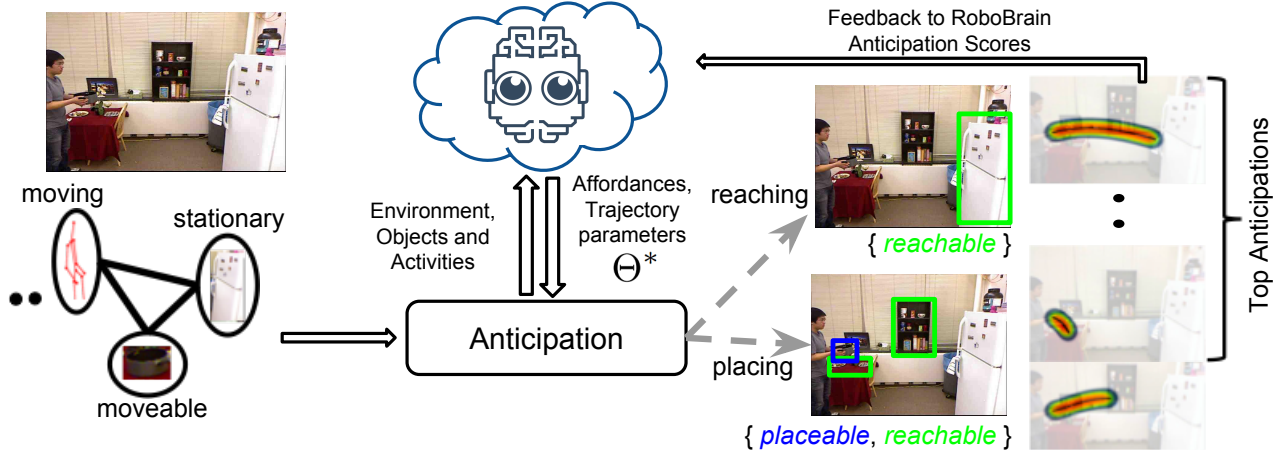 Feedback to RoboBrain
Anticipation Scores
moving
stationary
moveable
Environment,
Objects and
Activities
Affordances,
Trajectory
parameters
Θ*
Anticipation
reaching
placing
{ reachable }
{ placeable, reachable }
Top Anticipations